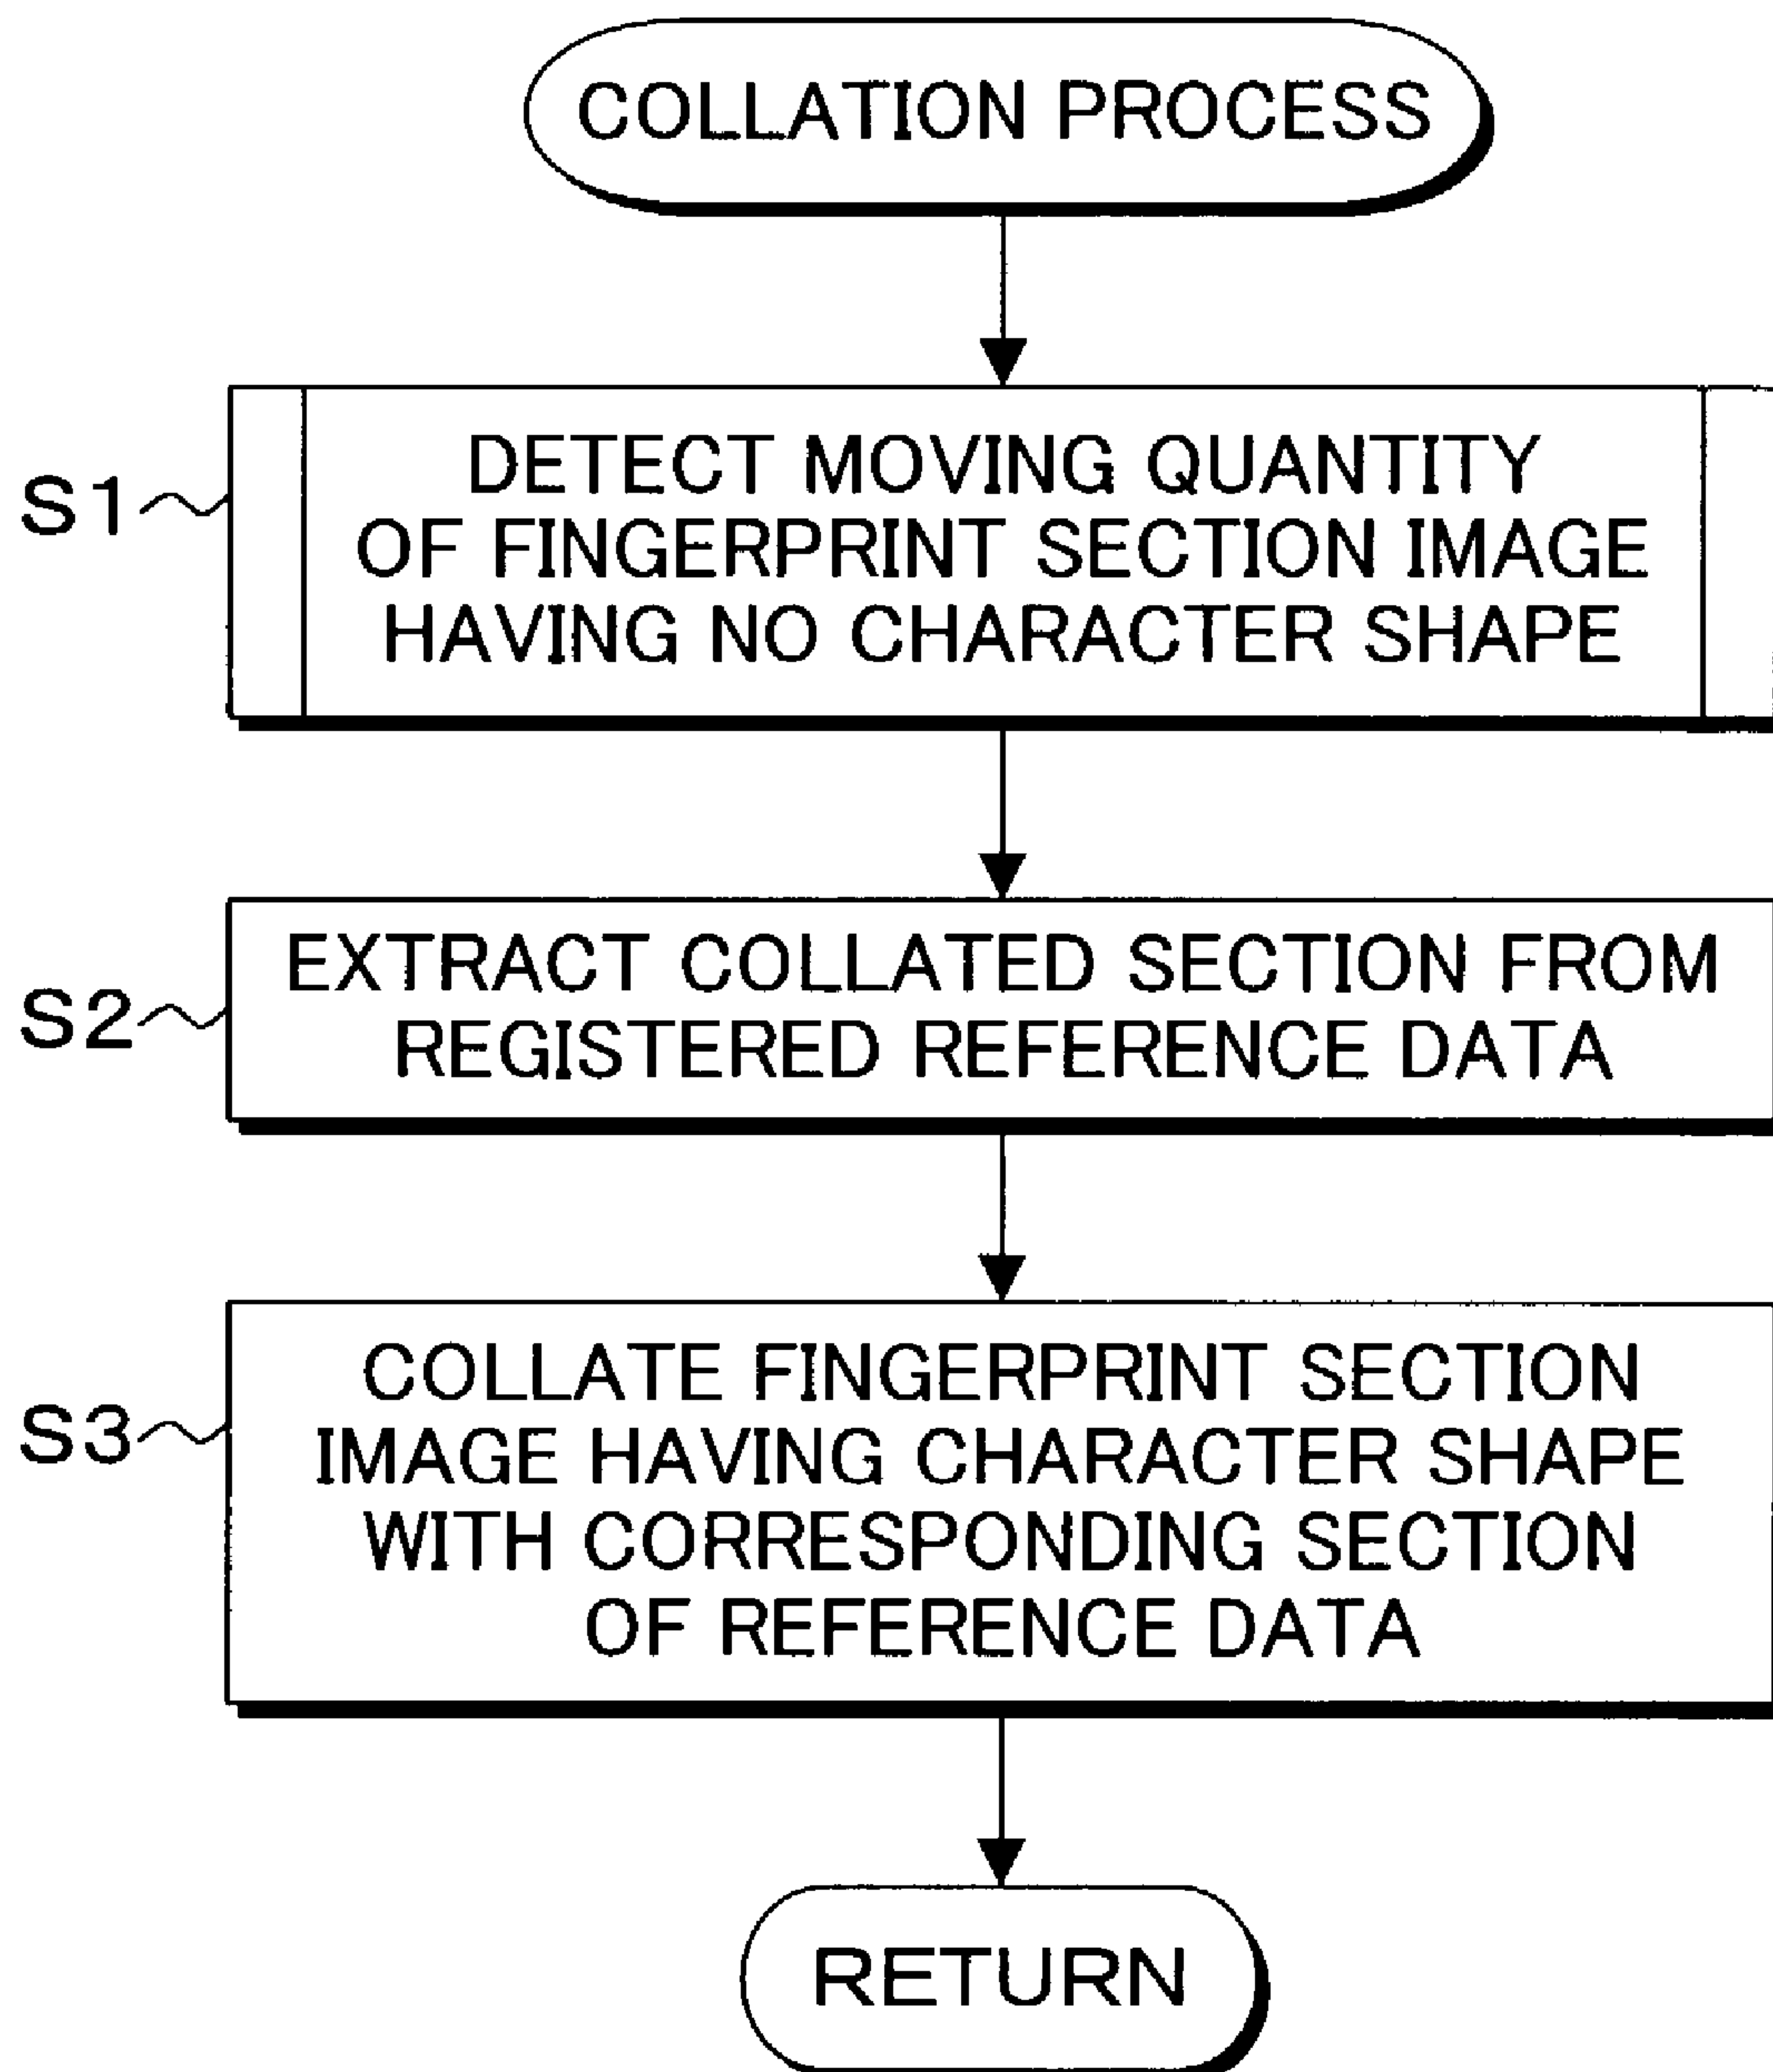 COLLATION PROCESS
S1
DETECT MOVING QUANTITY
OF FINGERPRINT SECTION IMAGE
HAVING NO CHARACTER SHAPE
S2
EXTRACT COLLATED SECTION FROM
REGISTERED REFERENCE DATA
S3
COLLATE FINGERPRINT SECTION
IMAGE HAVING CHARACTER SHAPE
WITH CORRESPONDING SECTION
OF REFERENCE DATA
RETURN